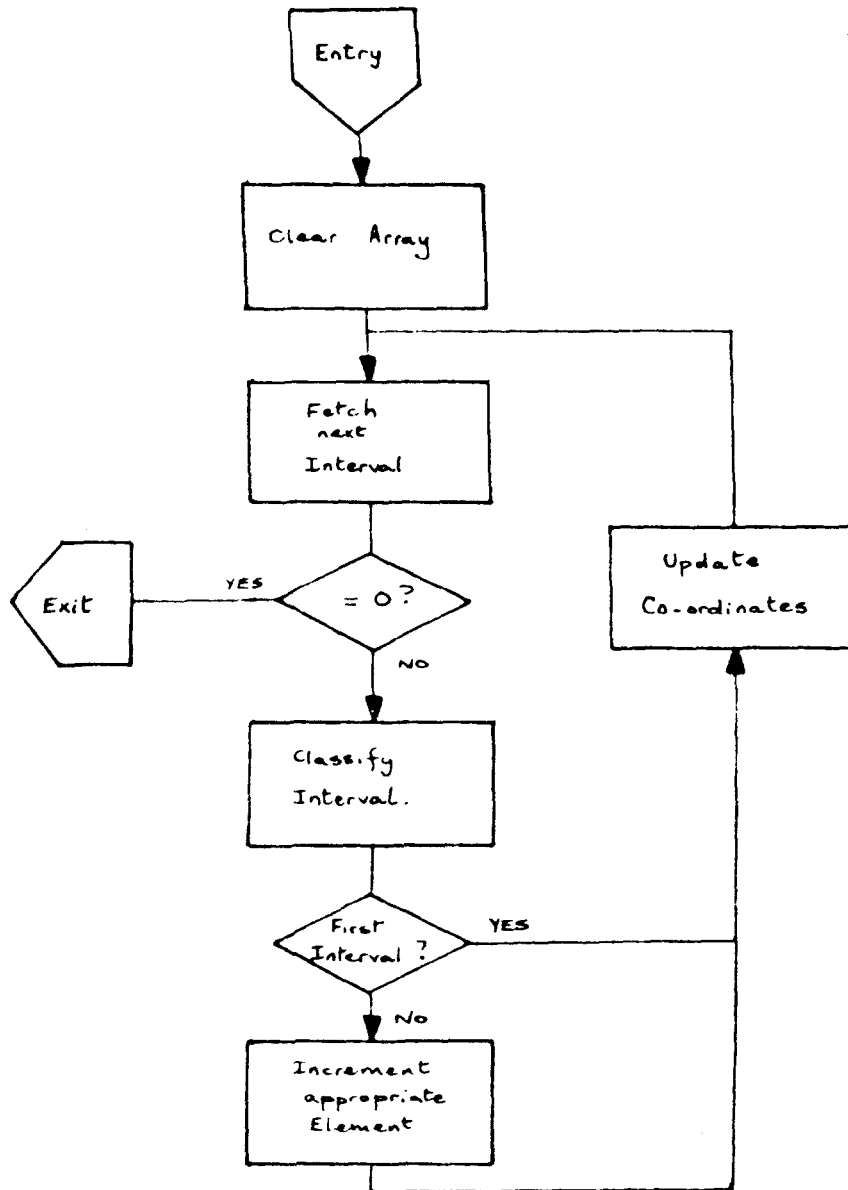 Entry
Clear Array
Fetch
next
Interval
= 0?
YES
Exit
NO
Update
Co-ordinates
Classify
Interval.
First
Interval?
YES
NO
Increment
appropriate
Element